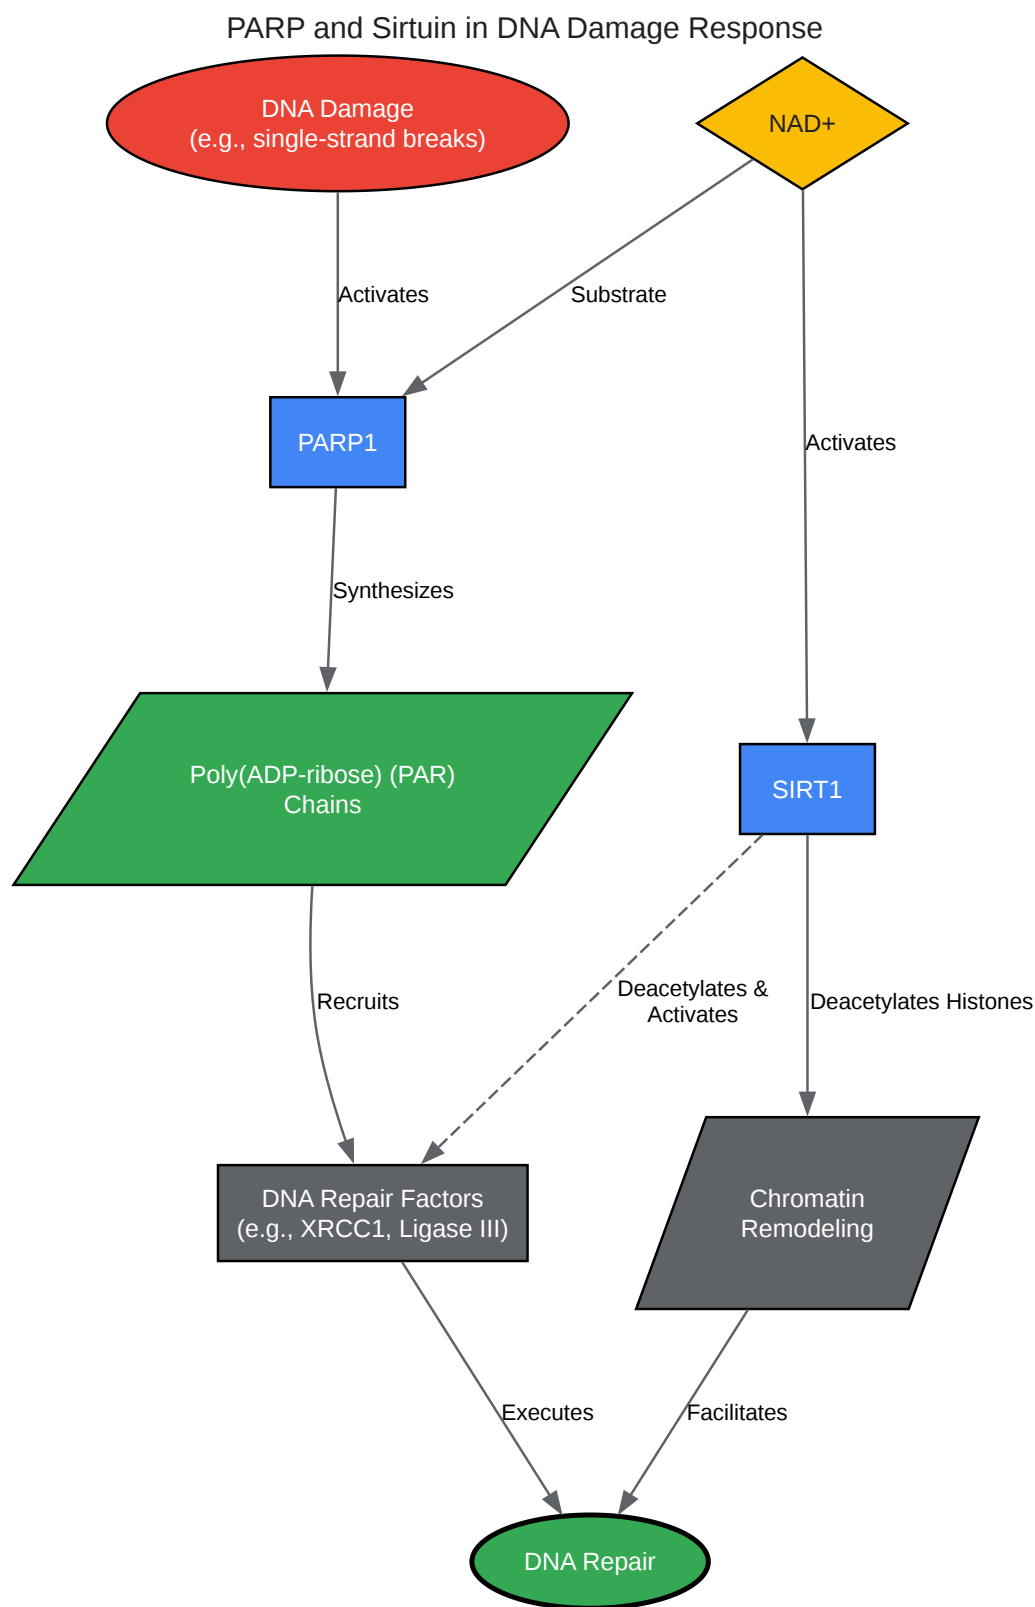 PARP and Sirtuin in DNA Damage Response
DNA Damage
(e.g., single-strand breaks)
NAD+
Activates
Substrate
PARP1
Activates
Synthesizes
Poly(ADP-ribose) (PAR)
Chains
SIRT1
Recruits
Deacetylates &
Activates
Deacetylates Histones
DNA Repair Factors
(e.g., XRCC1, Ligase III)
Chromatin
Remodeling
Executes
Facilitates
DNA Repair